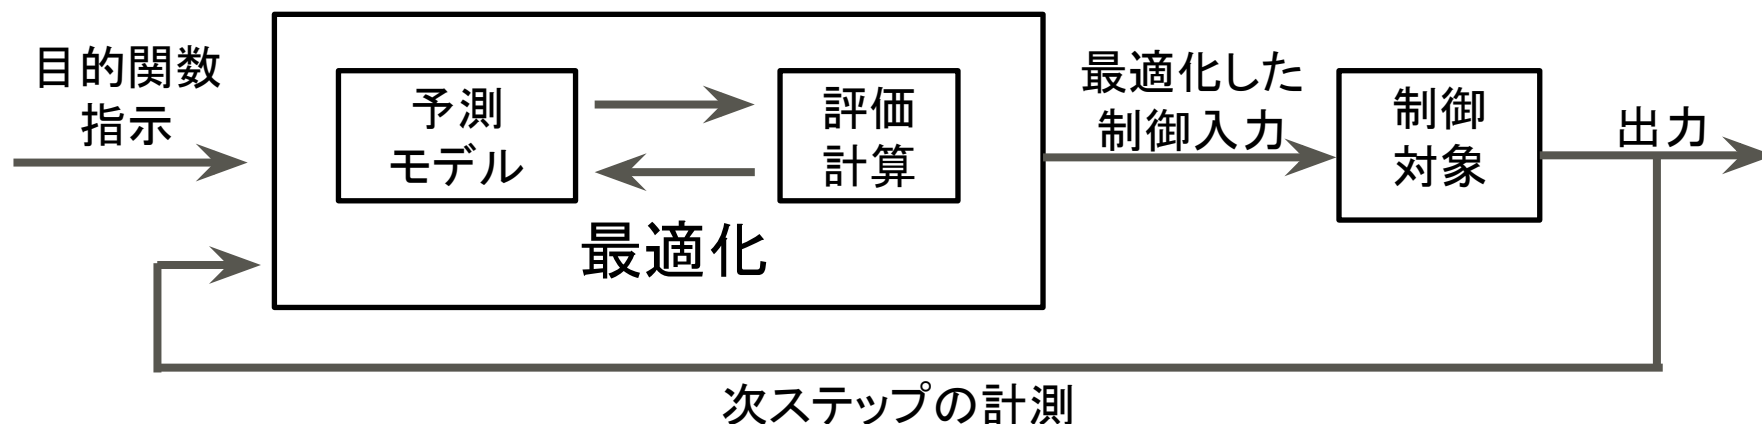 目的関数
指示
予測
モデル
評価
計算
最適化
最適化した
制御入力
制御
対象
出力
次ステップの計測